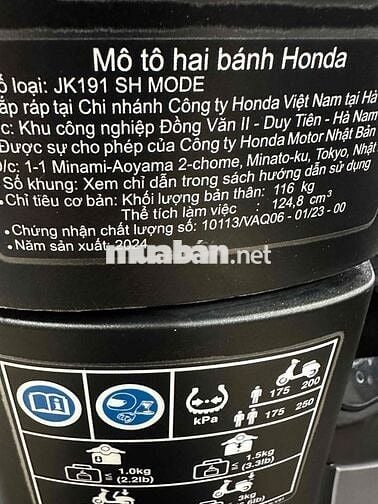 Mô tô hai bánh Honda
ố loại: JK191 SH MODE
ắp ráp tại Chi nhánh Công ty Honda Việt Nam tại Hà
/c: Khu công nghiệp Đồng Văn II - Duy Tiên - Hà Nam
Được sự cho phép của Công ty Honda Motor Nhật Bản
Đ/c: 1-1 Minami-Aoyama 2-chome, Minato-ku, Tokyo, Nhật
Số khung: Xem chỉ dẫn trong sách hướng dẫn sử dụng
• Chỉ tiêu cơ bản: Khối lượng bản thân: 116 kg
Thể tích làm việc: 124,8 cm³
• Chứng nhận chất lượng số: 10113/VAQ06 - 01/23 - 00
• Năm sản xuất: 2024
muaban.net
kPa
175 200
175 250
≦ 1.0kg
(2.2lb)
≦ 1.5kg
(3.3lb)
3kg